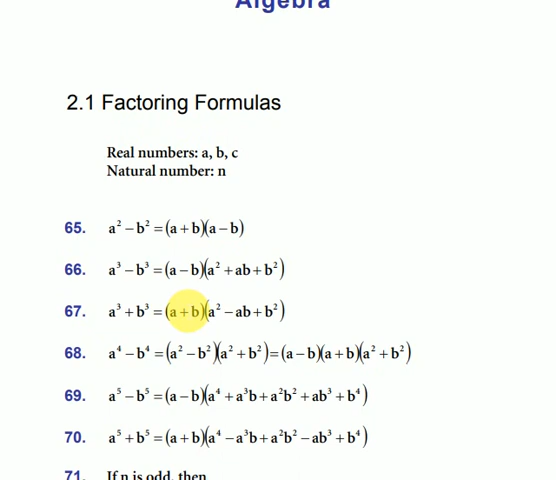 Algebra
2.1 Factoring Formulas
Real numbers: a, b, c
Natural number: n
65. a² − b² = (a + b)(a − b)
66. a³ − b³ = (a − b)(a² + ab + b²)
67. a³ + b³ = (a + b)(a² − ab + b²)
68. a⁴ − b⁴ = (a² − b²)(a² + b²) = (a − b)(a + b)(a² + b²)
69. a⁵ − b⁵ = (a − b)(a⁴ + a³b + a²b² + ab³ + b⁴)
70. a⁵ + b⁵ = (a + b)(a⁴ − a³b + a²b² − ab³ + b⁴)
71. If n is odd, then